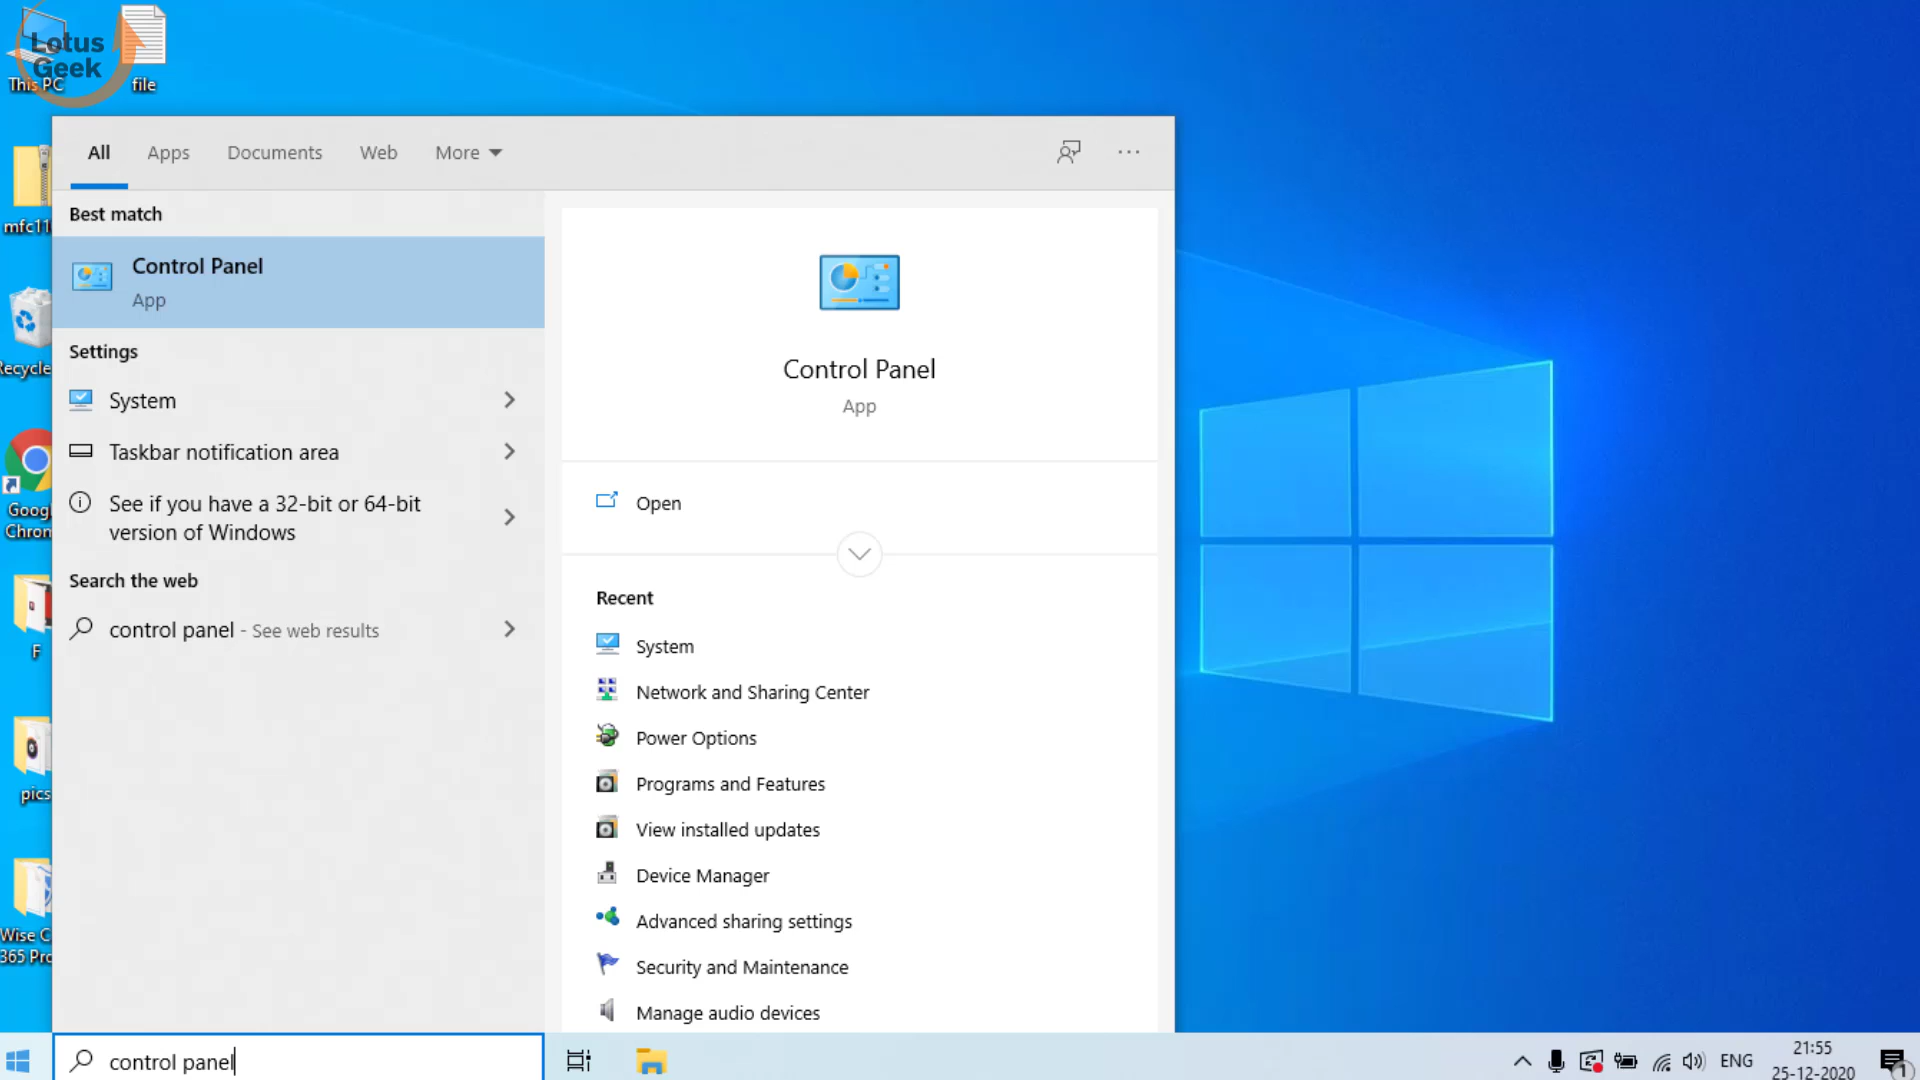 Lotus
Geek
This PC
file
All
Apps
Documents
Web
More
Best match
Control Panel
App
Settings
System
Taskbar notification area
See if you have a 32-bit or 64-bit
version of Windows
Search the web
control panel - See web results
Control Panel
App
Open
Recent
System
Network and Sharing Center
Power Options
Programs and Features
View installed updates
Device Manager
Advanced sharing settings
Security and Maintenance
Manage audio devices
mfc11
Recycle
Goog
Chron
F
pics
Wise C
365 Pro
control panel
ENG
21:55
25-12-2020
1